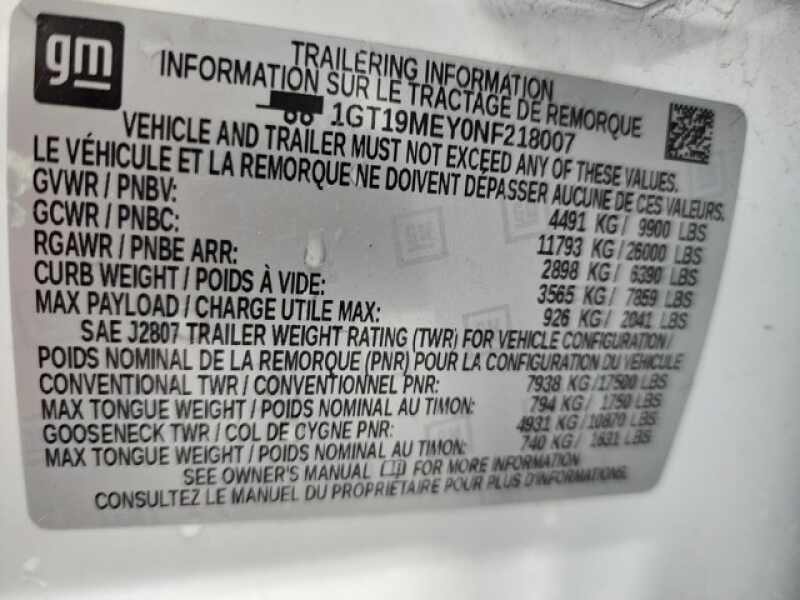 gm
TRAILERING INFORMATION
INFORMATION SUR LE TRACTAGE DE REMORQUE
1GT19MEY0NF218007
VEHICLE AND TRAILER MUST NOT EXCEED ANY OF THESE VALUES.
LE VÉHICULE ET LA REMORQUE NE DOIVENT DÉPASSER AUCUNE DE CES VALEURS.
GVWR / PNBV: 4491 KG / 9900 LBS
GCWR / PNBC: 11793 KG / 26000 LBS
RGAWR / PNBE ARR: 2898 KG / 6390 LBS
CURB WEIGHT / POIDS À VIDE: 3565 KG / 7859 LBS
MAX PAYLOAD / CHARGE UTILE MAX: 926 KG / 2041 LBS
SAE J2807 TRAILER WEIGHT RATING (TWR) FOR VEHICLE CONFIGURATION /
POIDS NOMINAL DE LA REMORQUE (PNR) POUR LA CONFIGURATION DU VÉHICULE
CONVENTIONAL TWR / CONVENTIONNEL PNR: 7938 KG / 17500 LBS
MAX TONGUE WEIGHT / POIDS NOMINAL AU TIMON: 794 KG / 1750 LBS
GOOSENECK TWR / COL DE CYGNE PNR: 4931 KG / 10870 LBS
MAX TONGUE WEIGHT / POIDS NOMINAL AU TIMON: 740 KG / 1631 LBS
SEE OWNER'S MANUAL FOR MORE INFORMATION
CONSULTEZ LE MANUEL DU PROPRIÉTAIRE POUR PLUS D'INFORMATIONS.